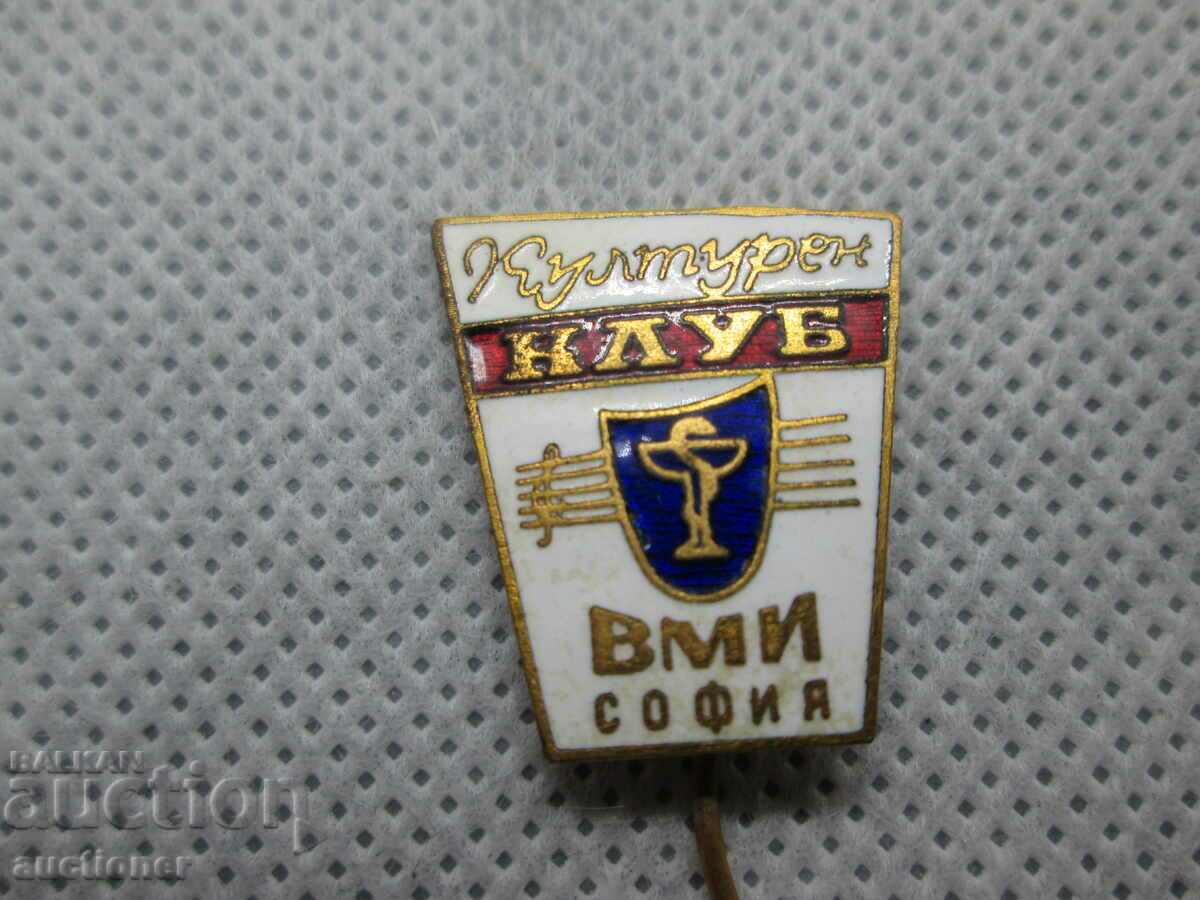 Културен
КЛУБ
ВМИ
СОФИЯ
BALKAN
auction
auctioner